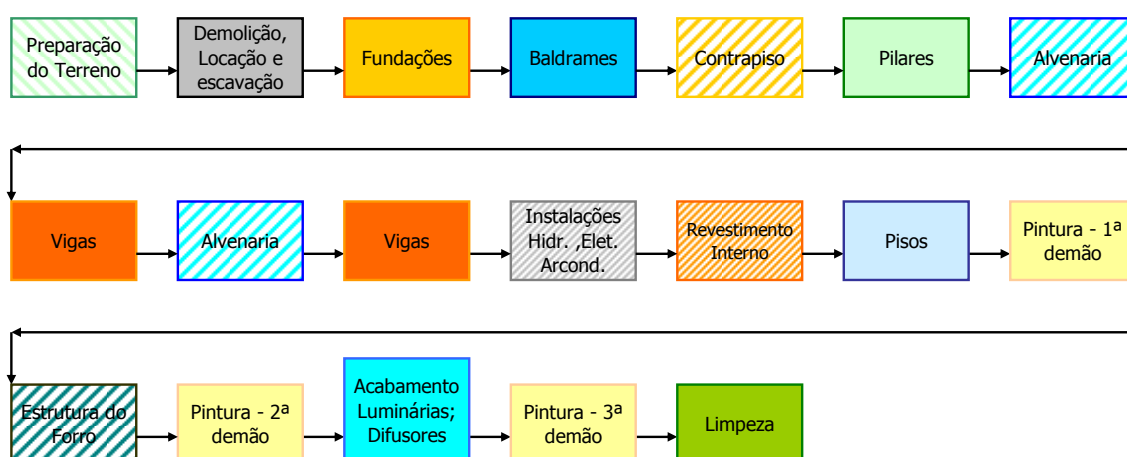 Preparação
do Terreno
Demolição,
Locação e
escavação
Fundações
Baldrames
Contrapiso
Pilares
Alvenaria
Vigas
Alvenaria
Vigas
Instalações
Hidr. ,Elet.
Arcond.
Revestimento
Interno
Pisos
Pintura - 1ª
demão
Estrutura do
Forro
Pintura - 2ª
demão
Acabamento
Luminárias;
Difusores
Pintura - 3ª
demão
Limpeza